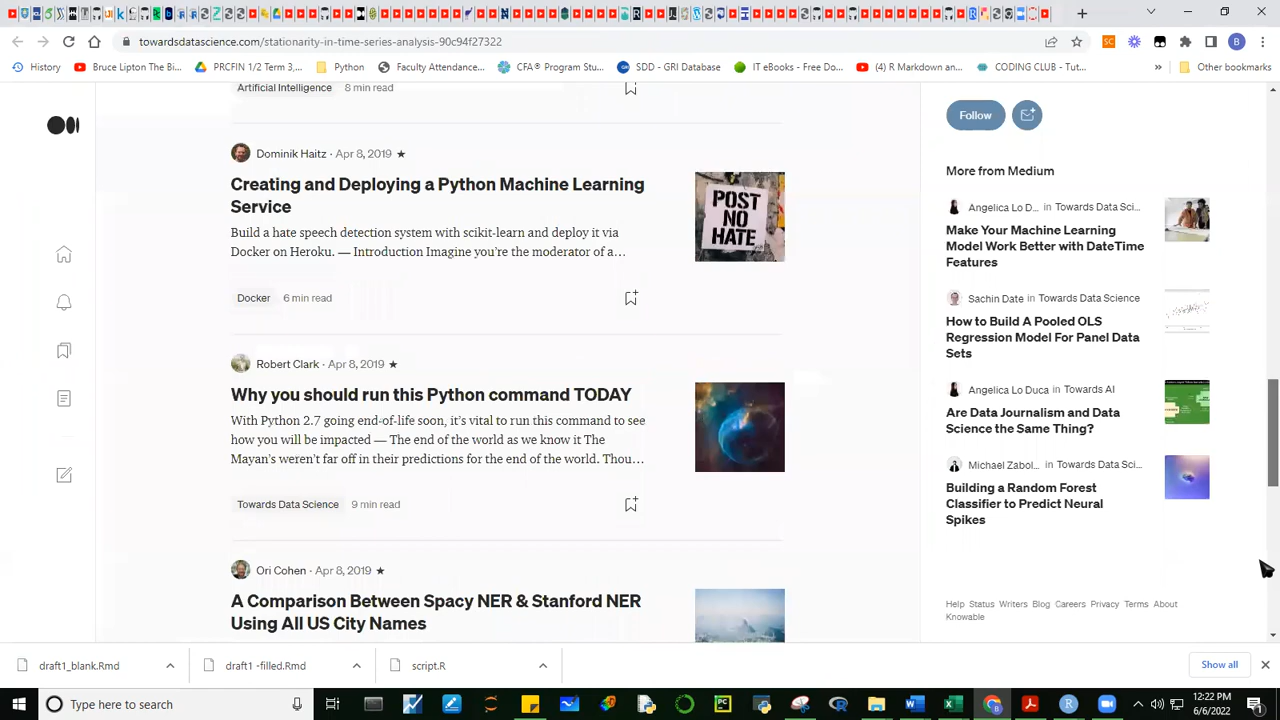 towardsdatascience.com/stationarity-in-time-series-analysis-90c94f27322
SC
B
History
Bruce Lipton The Bi...
PRCFIN 1/2 Term 3,...
Python
Faculty Attendance...
CFA® Program Stu...
SDD - GRI Database
IT eBooks - Free Do...
(4) R Markdown an...
CODING CLUB - Tut...
»
Other bookmarks
Artificial Intelligence
8 min read
Dominik Haitz · Apr 8, 2019
Creating and Deploying a Python Machine Learning
Service
Build a hate speech detection system with scikit-learn and deploy it via
Docker on Heroku. — Introduction Imagine you're the moderator of a...
Docker
6 min read
POST
NO
HATE
Robert Clark · Apr 8, 2019
Why you should run this Python command TODAY
With Python 2.7 going end-of-life soon, it's vital to run this command to see
how you will be impacted — The end of the world as we know it The
Mayan's weren't far off in their predictions for the end of the world. Thou...
Towards Data Science
9 min read
Ori Cohen · Apr 8, 2019
A Comparison Between Spacy NER & Stanford NER
Using All US City Names
Follow
More from Medium
Angelica Lo D... in Towards Data Sci...
Make Your Machine Learning
Model Work Better with DateTime
Features
Sachin Date in Towards Data Science
How to Build A Pooled OLS
Regression Model For Panel Data
Sets
Angelica Lo Duca in Towards AI
Are Data Journalism and Data
Science the Same Thing?
Michael Zabol... in Towards Data Sci...
Building a Random Forest
Classifier to Predict Neural
Spikes
Help Status Writers Blog Careers Privacy Terms About
Knowable
draft1_blank.Rmd
draft1 -filled.Rmd
script.R
Show all
Type here to search
12:22 PM
6/6/2022